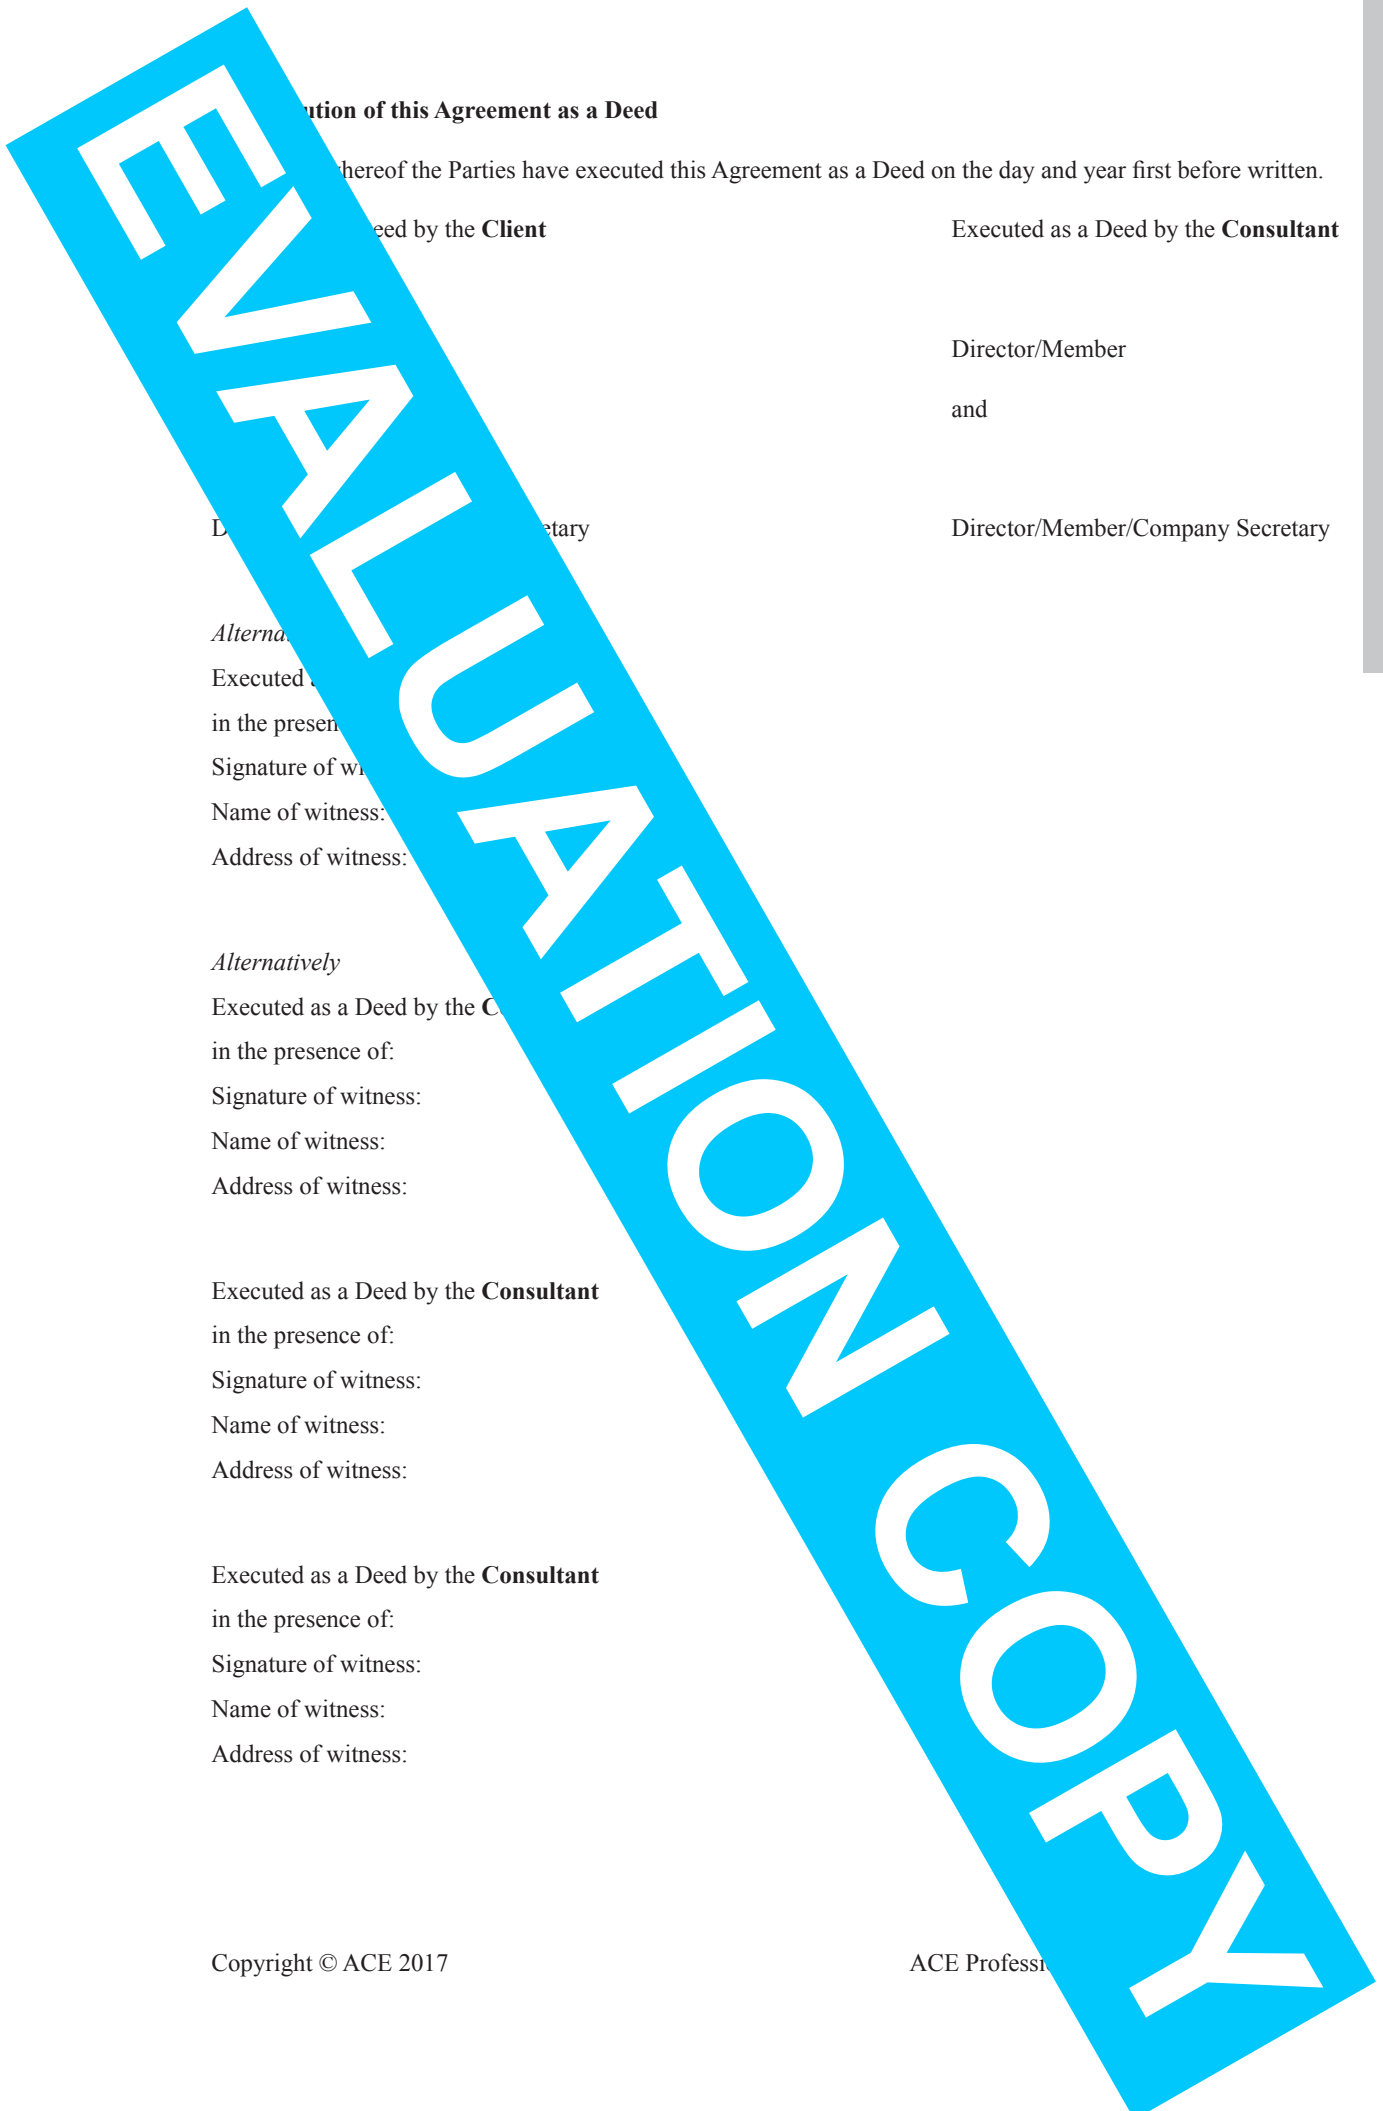 ution of this Agreement as a Deed
hereof the Parties have executed this Agreement as a Deed on the day and year first before written.
eed by the Client
Executed as a Deed by the Consultant
Director/Member
and
etary
Director/Member/Company Secretary
Executed
in the presen
Signature of wi
Name of witness:
Address of witness:
Alternatively
Executed as a Deed by the
in the presence of:
Signature of witness:
Name of witness:
Address of witness:
Executed as a Deed by the Consultant
in the presence of:
Signature of witness:
Name of witness:
Address of witness:
Executed as a Deed by the Consultant
in the presence of:
Signature of witness:
Name of witness:
Address of witness:
Copyright © ACE 2017
ACE Professi
EVALUATION COPY